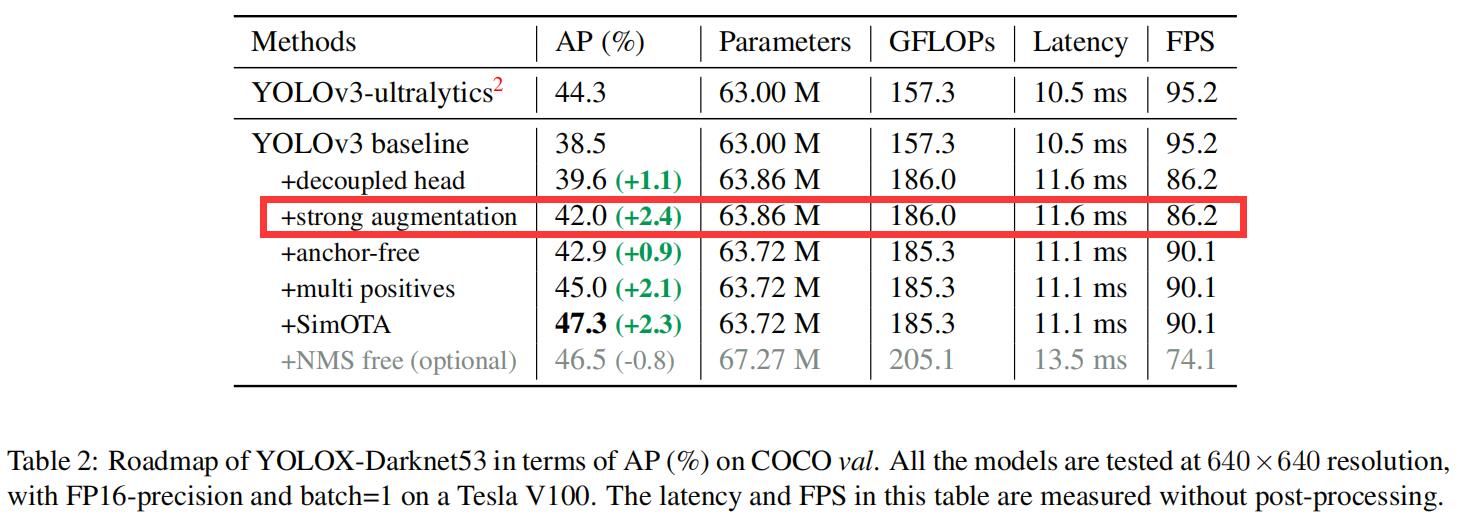 Methods AP (%) Parameters GFLOPs Latency FPS
YOLOv3-ultralytics2 44.3 63.00 M 157.3 10.5 ms 95.2
YOLOv3 baseline 38.5 63.00 M 157.3 10.5 ms 95.2
+decoupled head 39.6 (+1.1) 63.86 M 186.0 11.6 ms 86.2
+strong augmentation 42.0 (+2.4) 63.86 M 186.0 11.6 ms 86.2
+anchor-free 42.9 (+0.9) 63.72 M 185.3 11.1 ms 90.1
+multi positives 45.0 (+2.1) 63.72 M 185.3 11.1 ms 90.1
+SimOTA 47.3 (+2.3) 63.72 M 185.3 11.1 ms 90.1
+NMS free (optional) 46.5 (-0.8) 67.27 M 205.1 13.5 ms 74.1
Table 2: Roadmap of YOLOX-Darknet53 in terms of AP (%) on COCO val. All the models are tested at 640×640 resolution,
with FP16-precision and batch=1 on a Tesla V100. The latency and FPS in this table are measured without post-processing.